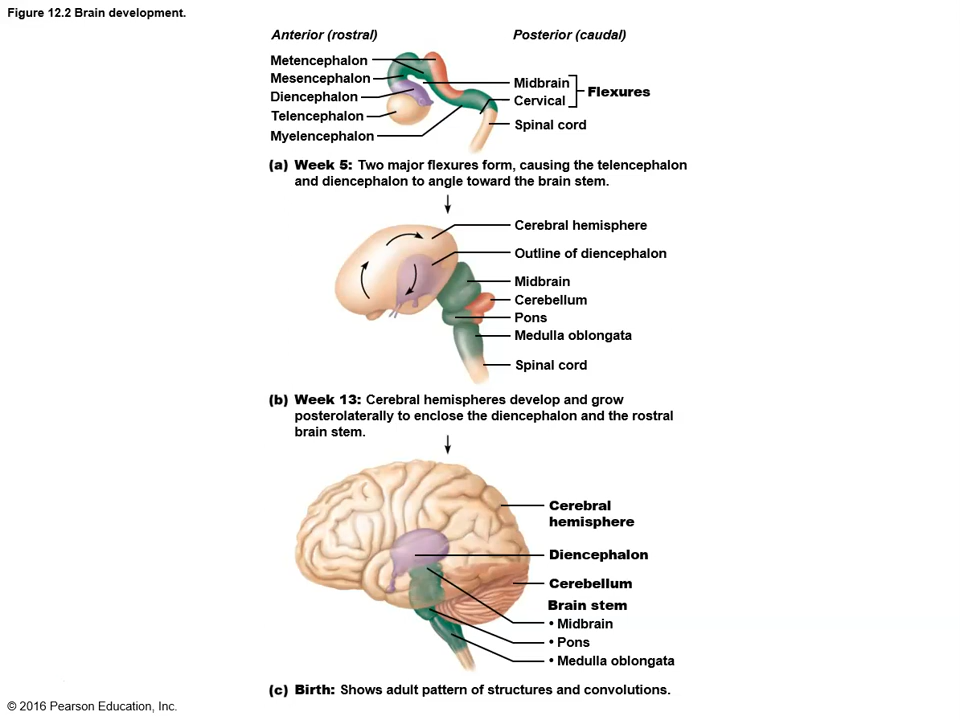 Figure 12.2 Brain development.
Anterior (rostral)
Posterior (caudal)
Metencephalon
Mesencephalon
Diencephalon
Telencephalon
Myelencephalon
Midbrain
Cervical
Flexures
Spinal cord
(a) Week 5: Two major flexures form, causing the telencephalon
and diencephalon to angle toward the brain stem.
Cerebral hemisphere
Outline of diencephalon
Midbrain
Cerebellum
Pons
Medulla oblongata
Spinal cord
(b) Week 13: Cerebral hemispheres develop and grow
posterolaterally to enclose the diencephalon and the rostral
brain stem.
Cerebral
hemisphere
Diencephalon
Cerebellum
Brain stem
• Midbrain
• Pons
• Medulla oblongata
(c) Birth: Shows adult pattern of structures and convolutions.
© 2016 Pearson Education, Inc.